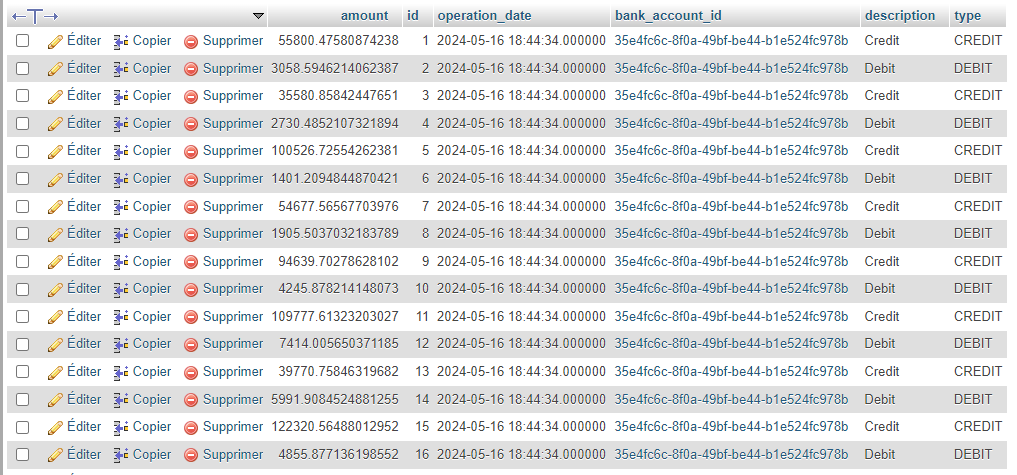 amount id operation_date bank_account_id description type
Éditer Copier Supprimer 55800.47580874238 1 2024-05-16 18:44:34.000000 35e4fc6c-8f0a-49bf-be44-b1e524fc978b Credit CREDIT
Éditer Copier Supprimer 3058.5946214062387 2 2024-05-16 18:44:34.000000 35e4fc6c-8f0a-49bf-be44-b1e524fc978b Debit DEBIT
Éditer Copier Supprimer 35580.85842447651 3 2024-05-16 18:44:34.000000 35e4fc6c-8f0a-49bf-be44-b1e524fc978b Credit CREDIT
Éditer Copier Supprimer 2730.4852107321894 4 2024-05-16 18:44:34.000000 35e4fc6c-8f0a-49bf-be44-b1e524fc978b Debit DEBIT
Éditer Copier Supprimer 100526.72554262381 5 2024-05-16 18:44:34.000000 35e4fc6c-8f0a-49bf-be44-b1e524fc978b Credit CREDIT
Éditer Copier Supprimer 1401.2094844870421 6 2024-05-16 18:44:34.000000 35e4fc6c-8f0a-49bf-be44-b1e524fc978b Debit DEBIT
Éditer Copier Supprimer 54677.56567703976 7 2024-05-16 18:44:34.000000 35e4fc6c-8f0a-49bf-be44-b1e524fc978b Credit CREDIT
Éditer Copier Supprimer 1905.5037032183789 8 2024-05-16 18:44:34.000000 35e4fc6c-8f0a-49bf-be44-b1e524fc978b Debit DEBIT
Éditer Copier Supprimer 94639.70278628102 9 2024-05-16 18:44:34.000000 35e4fc6c-8f0a-49bf-be44-b1e524fc978b Credit CREDIT
Éditer Copier Supprimer 4245.878214148073 10 2024-05-16 18:44:34.000000 35e4fc6c-8f0a-49bf-be44-b1e524fc978b Debit DEBIT
Éditer Copier Supprimer 109777.61323203027 11 2024-05-16 18:44:34.000000 35e4fc6c-8f0a-49bf-be44-b1e524fc978b Credit CREDIT
Éditer Copier Supprimer 7414.005650371185 12 2024-05-16 18:44:34.000000 35e4fc6c-8f0a-49bf-be44-b1e524fc978b Debit DEBIT
Éditer Copier Supprimer 39770.75846319682 13 2024-05-16 18:44:34.000000 35e4fc6c-8f0a-49bf-be44-b1e524fc978b Credit CREDIT
Éditer Copier Supprimer 5991.9084524881255 14 2024-05-16 18:44:34.000000 35e4fc6c-8f0a-49bf-be44-b1e524fc978b Debit DEBIT
Éditer Copier Supprimer 122320.56488012952 15 2024-05-16 18:44:34.000000 35e4fc6c-8f0a-49bf-be44-b1e524fc978b Credit CREDIT
Éditer Copier Supprimer 4855.877136198552 16 2024-05-16 18:44:34.000000 35e4fc6c-8f0a-49bf-be44-b1e524fc978b Debit DEBIT